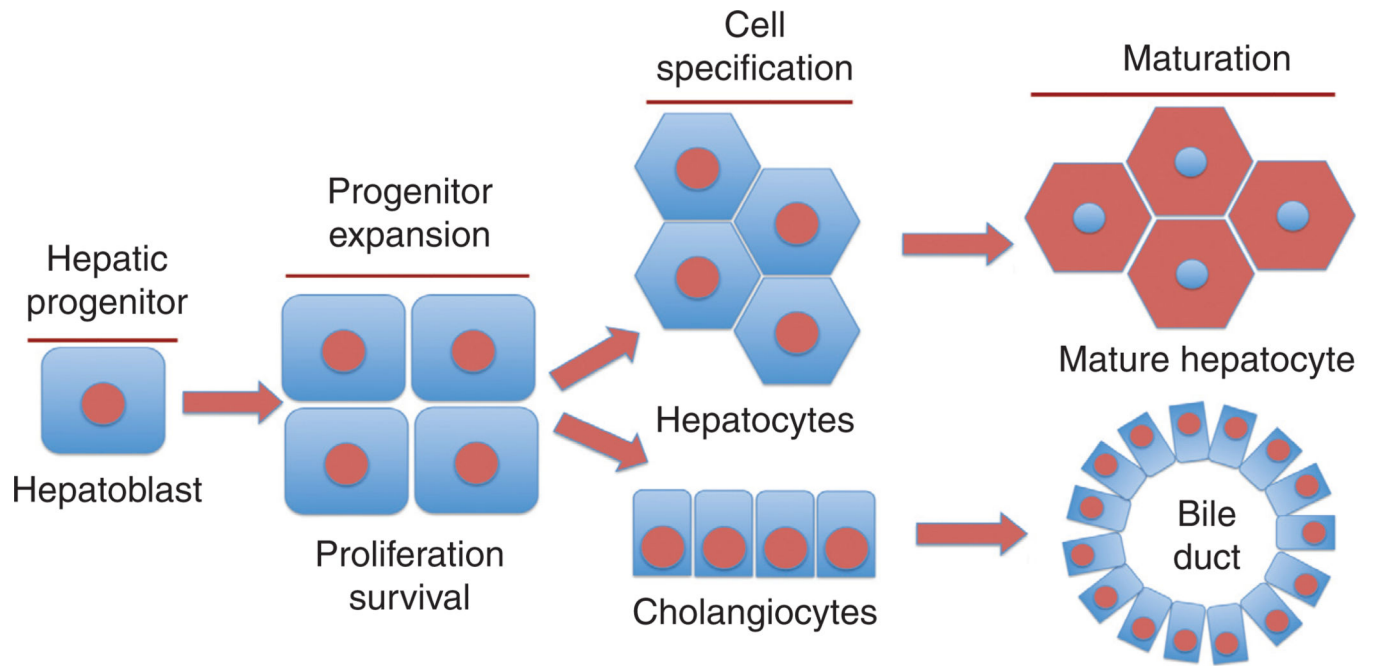 Hepatic
progenitor
Hepatoblast
Progenitor
expansion
Proliferation
survival
Cell
specification
Hepatocytes
Cholangiocytes
Maturation
Mature hepatocyte
Bile
duct